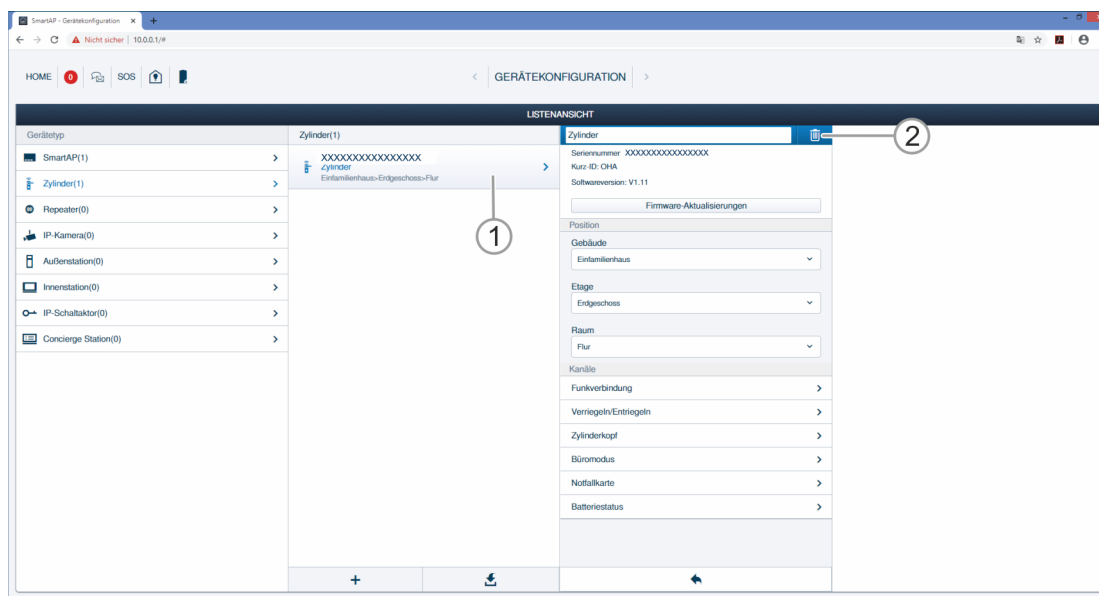 SmartAP - Gerätekonfiguration
Nicht sicher | 10.0.0.1/#
HOME 0 SOS
GERÄTEKONFIGURATION
LISTENANSICHT
Gerätetyp
SmartAP(1)
Zylinder(1)
Repeater(0)
IP-Kamera(0)
Außenstation(0)
Innenstation(0)
IP-Schaltaktor(0)
Concierge Station(0)
Zylinder(1)
XXXXXXXXXXXXXXXX
Zylinder
Einfamilienhaus>Erdgeschoss>Flur
1
Zylinder
2
Seriennummer XXXXXXXXXXXXXXXX
Kurz-ID: OHA
Softwareversion: V1.11
Firmware-Aktualisierungen
Position
Gebäude
Einfamilienhaus
Etage
Erdgeschoss
Raum
Flur
Kanäle
Funkverbindung
Verriegeln/Entriegeln
Zylinderkopf
Büromodus
Notfallkarte
Batteriestatus